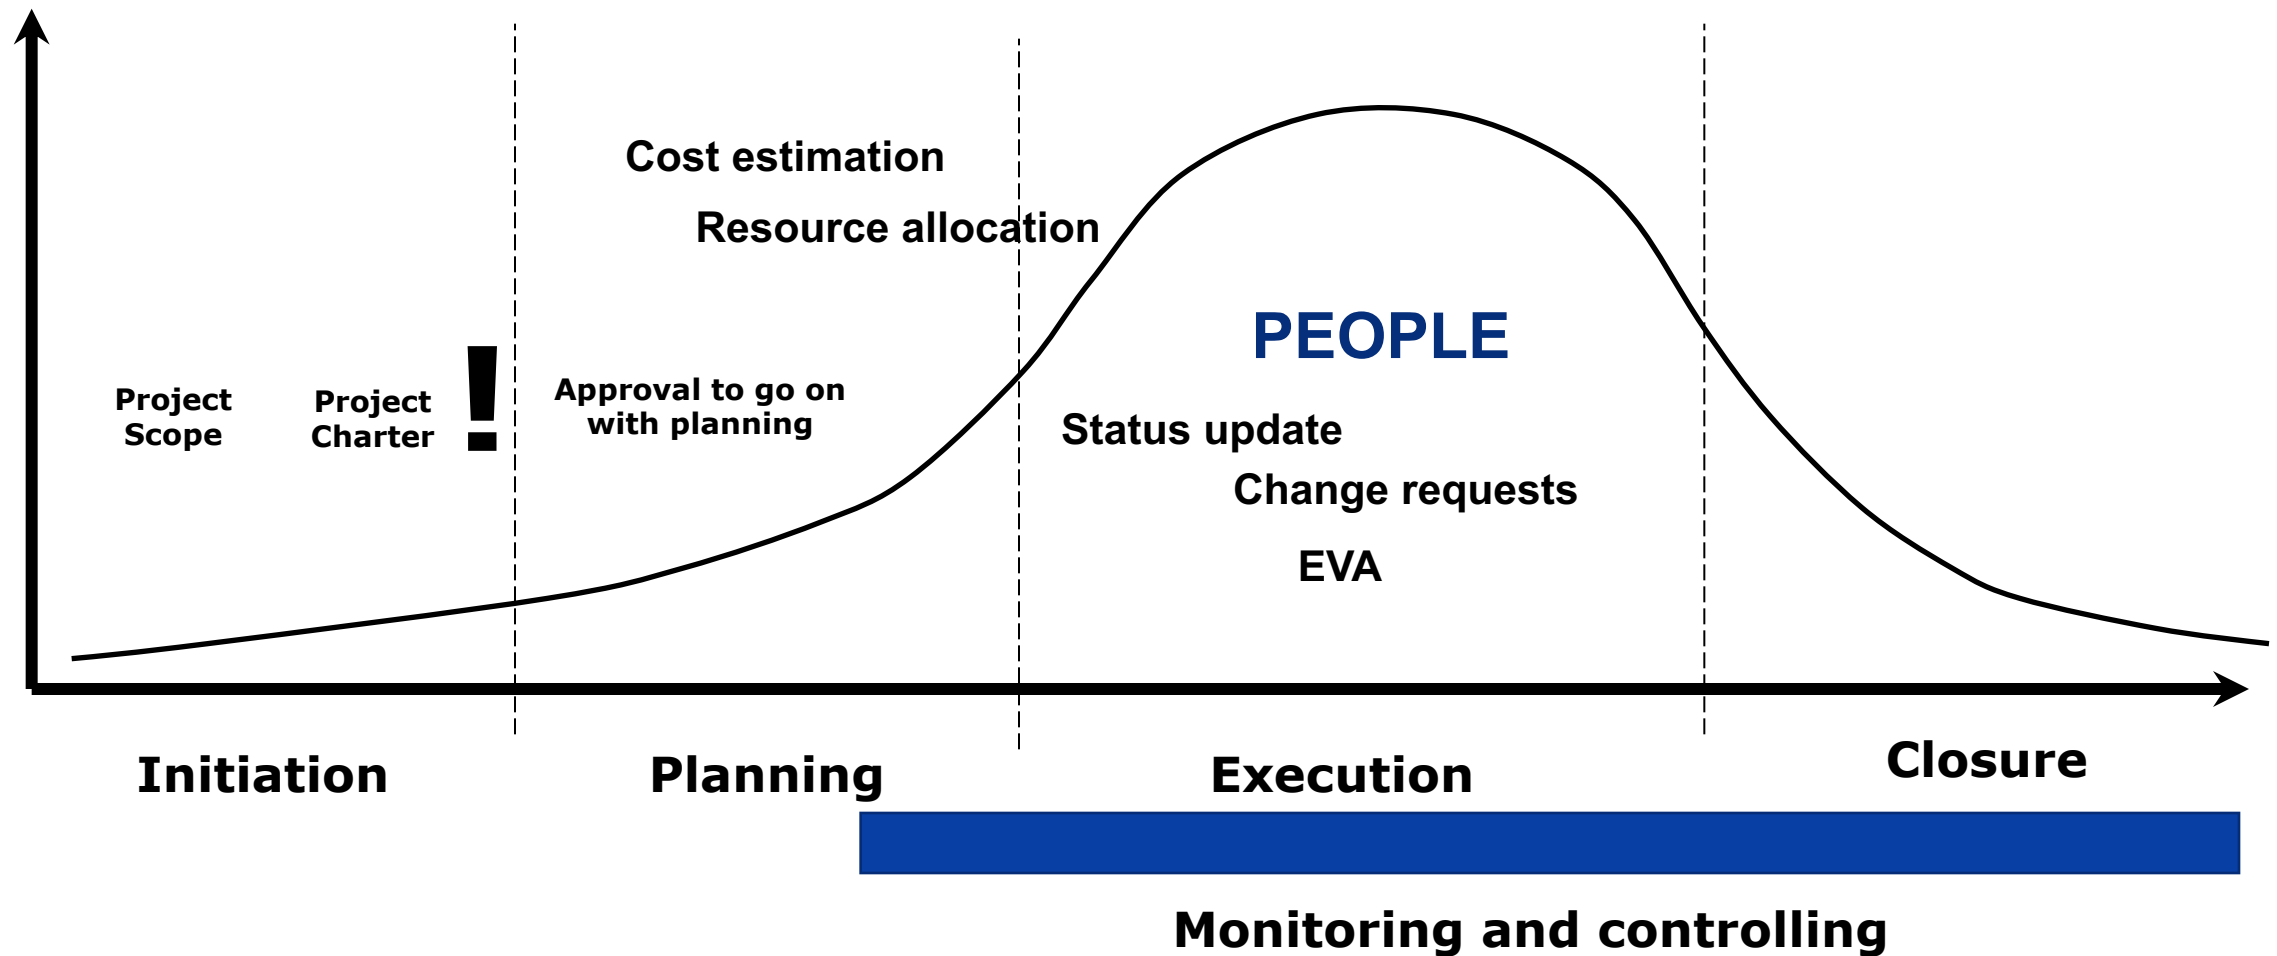 Cost estimation
Resource allocation
PEOPLE
Project
Scope
Project
Charter
!
Approval to go on
with planning
Status update
Change requests
EVA
Initiation
Planning
Execution
Closure
Monitoring and controlling